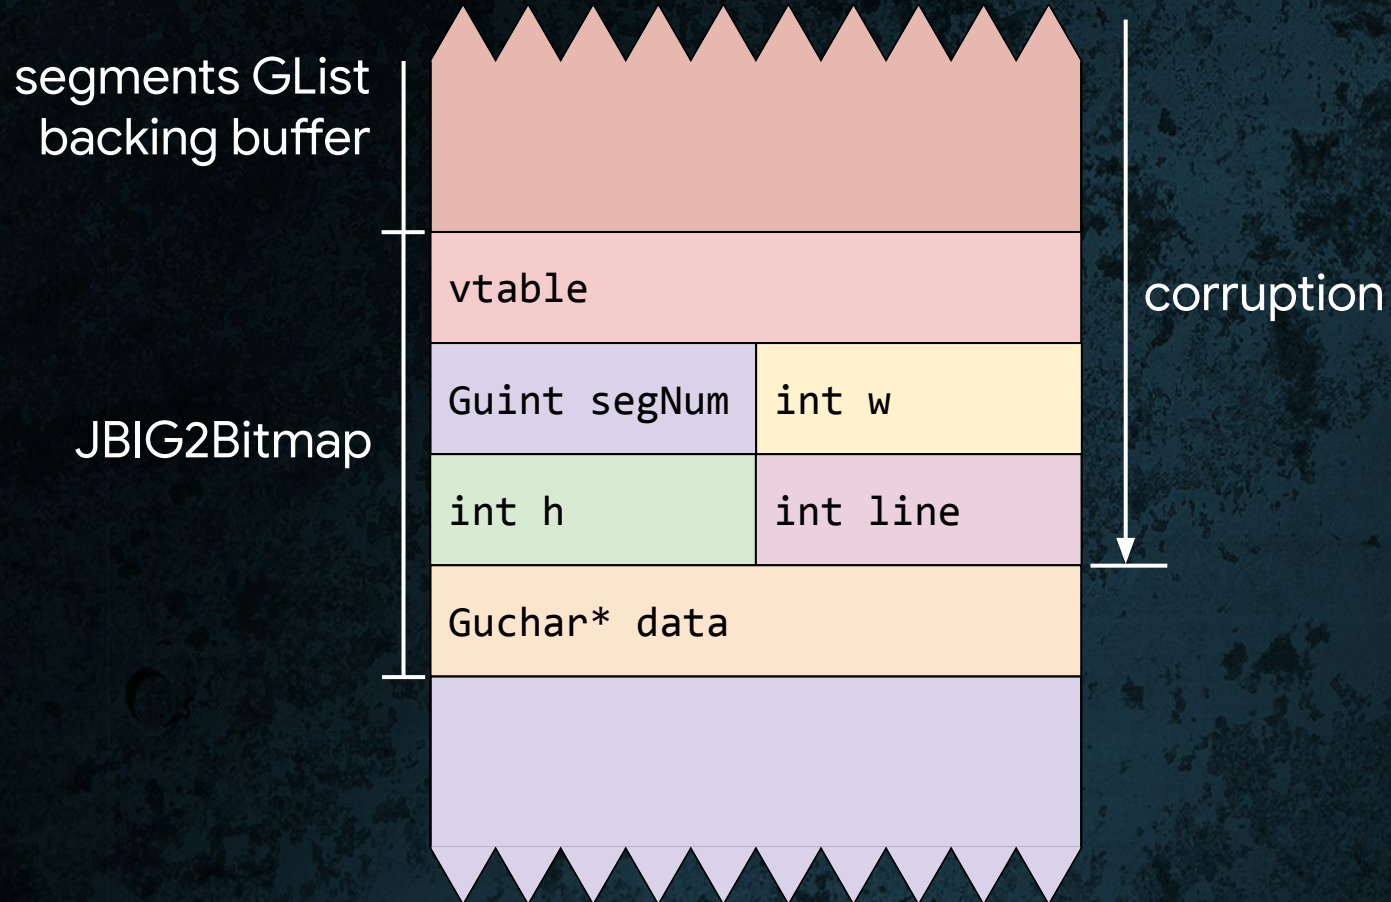 segments GList
backing buffer
vtable
corruption
Guint segNum
int w
JBIG2Bitmap
int h
int line
Guchar* data